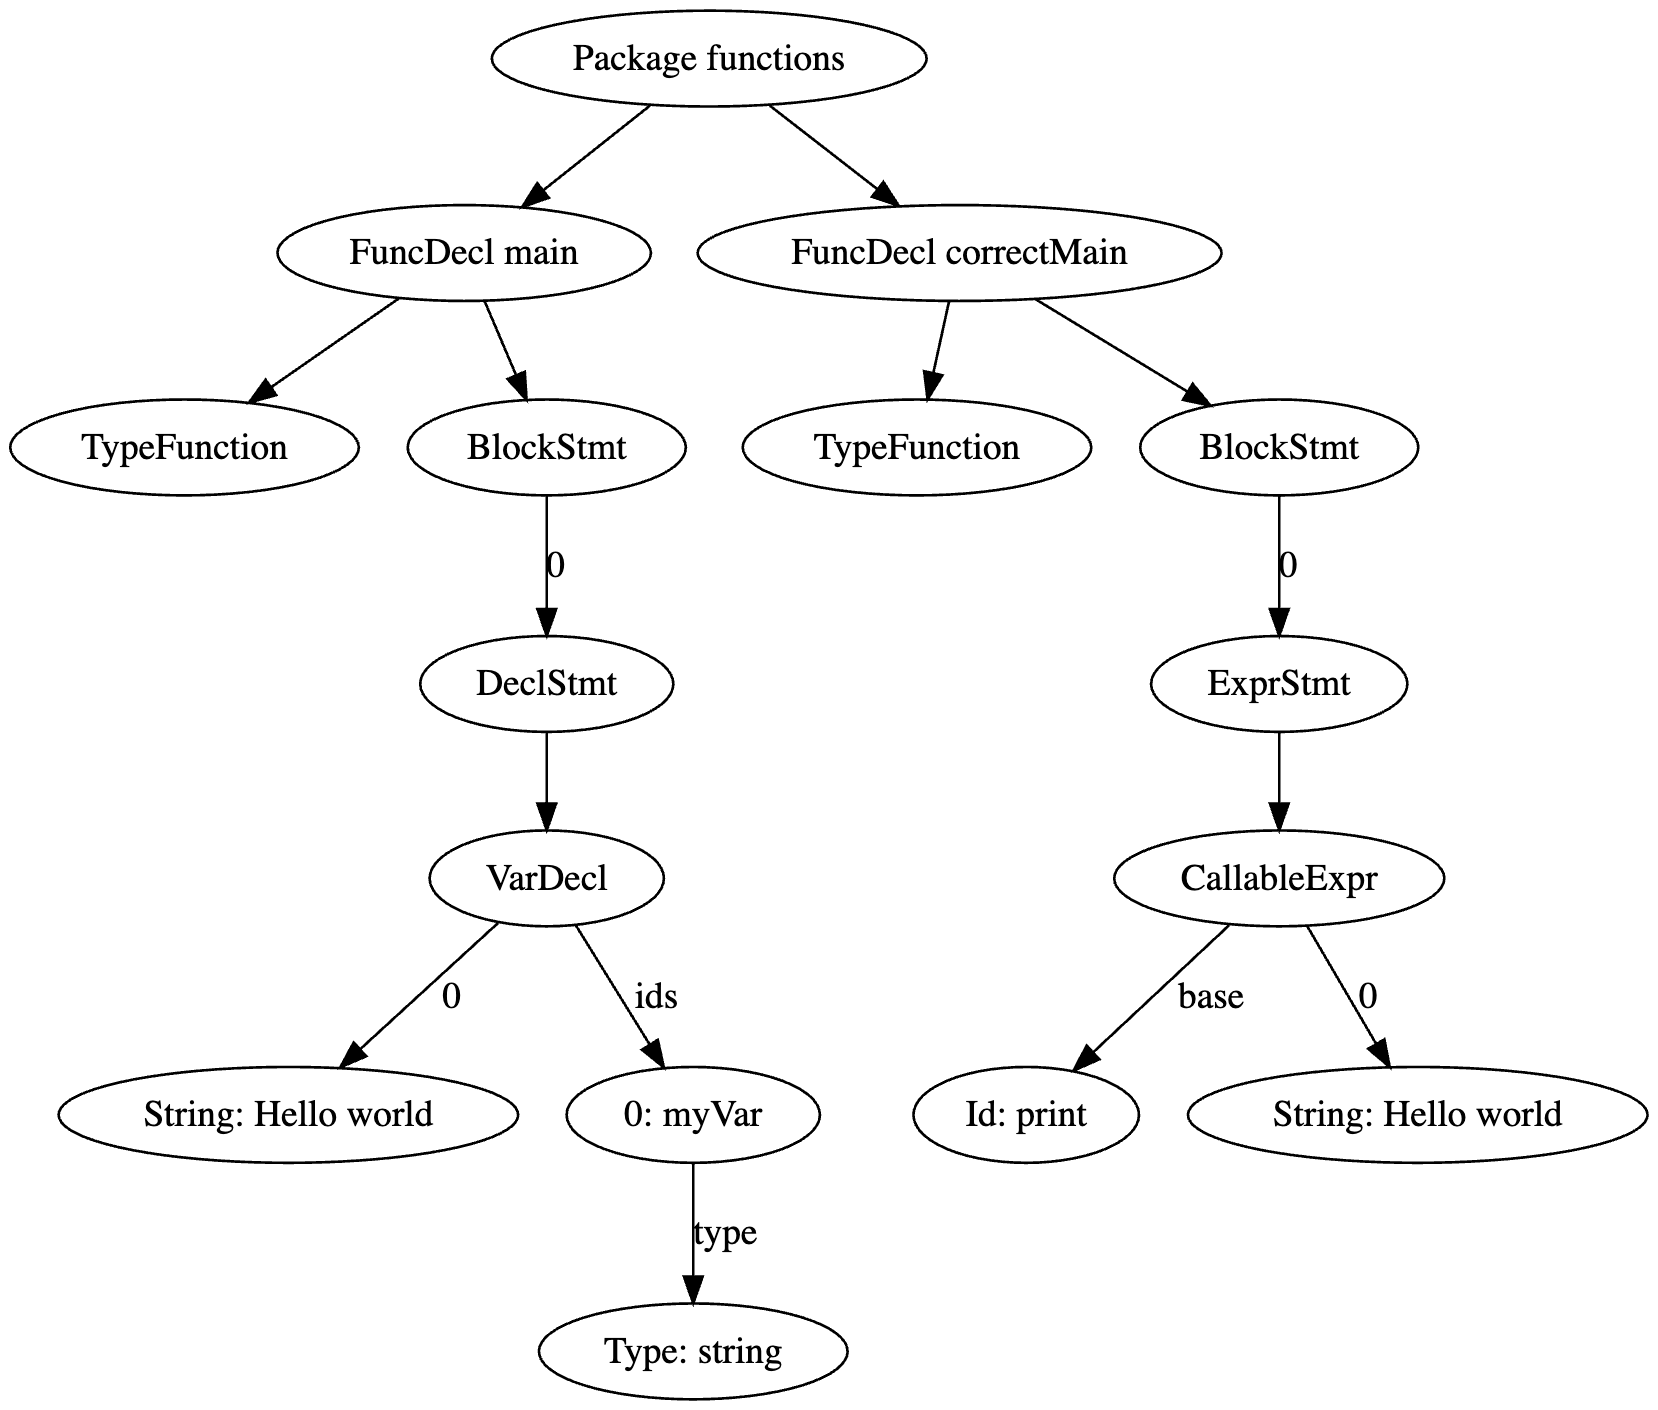 Package functions
FuncDecl main
FuncDecl correctMain
TypeFunction
BlockStmt
TypeFunction
BlockStmt
0
0
DeclStmt
ExprStmt
VarDecl
CallableExpr
0
ids
base
0
String: Hello world
0: myVar
Id: print
String: Hello world
type
Type: string